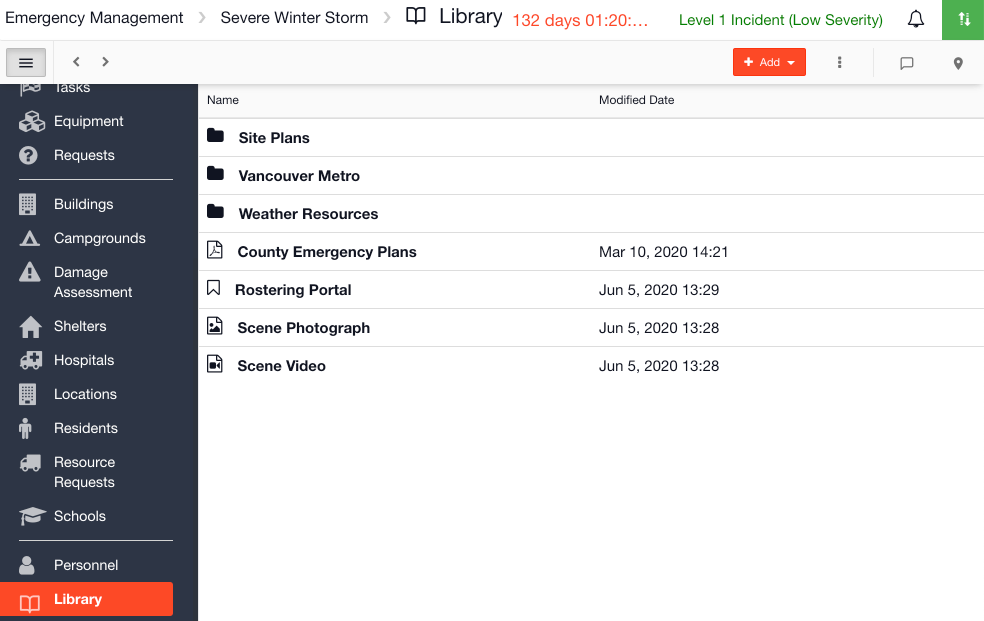 Emergency Management > Severe Winter Storm > Library 132 days 01:20:... Level 1 Incident (Low Severity)
Add
Tasks
Equipment
Requests
Buildings
Campgrounds
Damage
Assessment
Shelters
Hospitals
Locations
Residents
Resource
Requests
Schools
Personnel
Library
Name Modified Date
Site Plans
Vancouver Metro
Weather Resources
County Emergency Plans Mar 10, 2020 14:21
Rostering Portal Jun 5, 2020 13:29
Scene Photograph Jun 5, 2020 13:28
Scene Video Jun 5, 2020 13:28